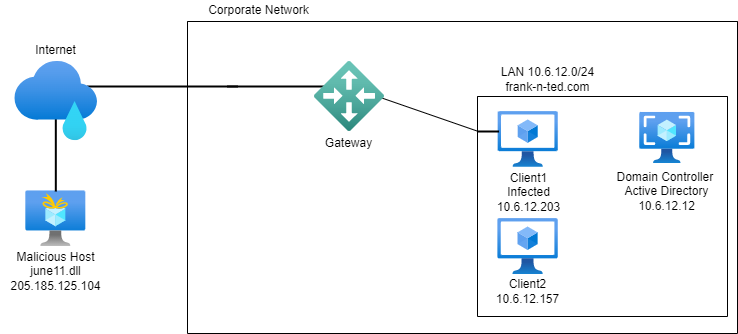 Corporate Network
Internet
LAN 10.6.12.0/24
frank-n-ted.com
Gateway
Client1
Infected
10.6.12.203
Domain Controller
Active Directory
10.6.12.12
Malicious Host
june11.dll
205.185.125.104
Client2
10.6.12.157